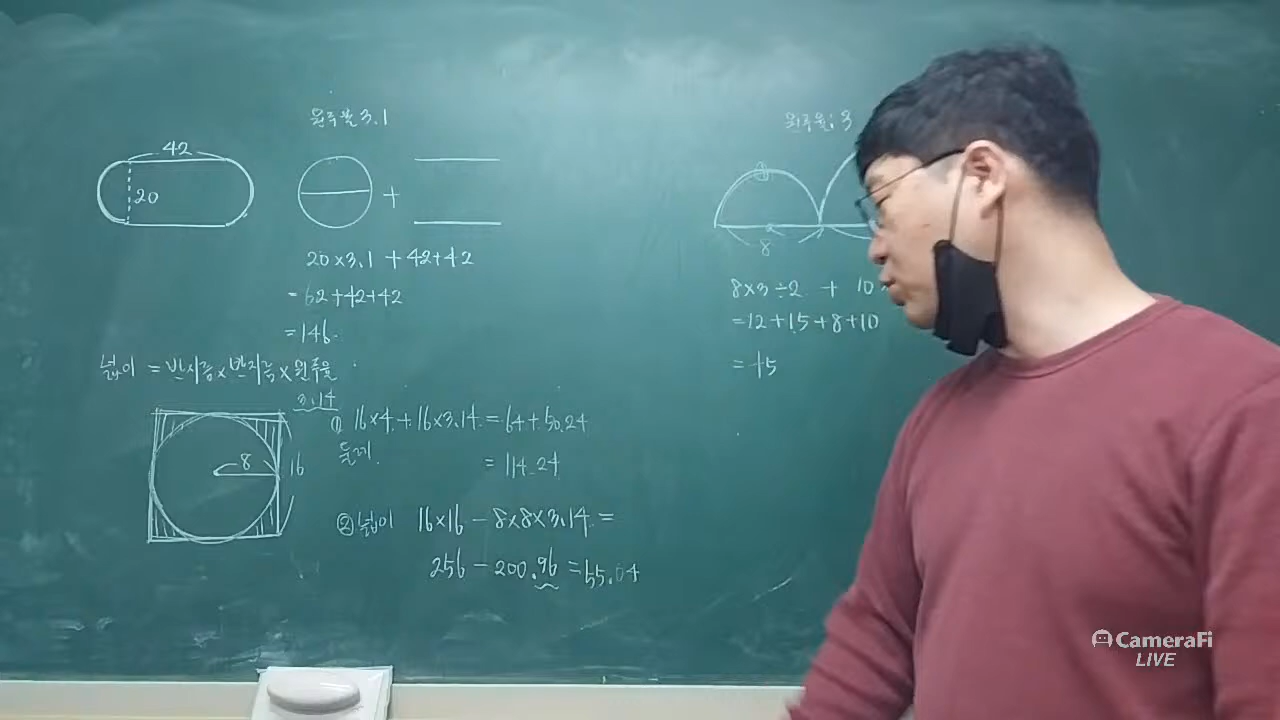 원주율 3.1
42
20
+
20×3.1 + 42+42
= 62+42+42
= 146.
넓이 = 반지름 × 반지름 × 원주율
3.14
8
16
① 16×4 + 16×3.14 = 64 + 50.24
둘레
= 114.24
② 넓이 16×16 - 8×8×3.14 =
256 - 200.96 = 55.04
원주율: 3
①
8
8×3÷2 + 10
= 12+15+8+10
= 45
CameraFi
LIVE